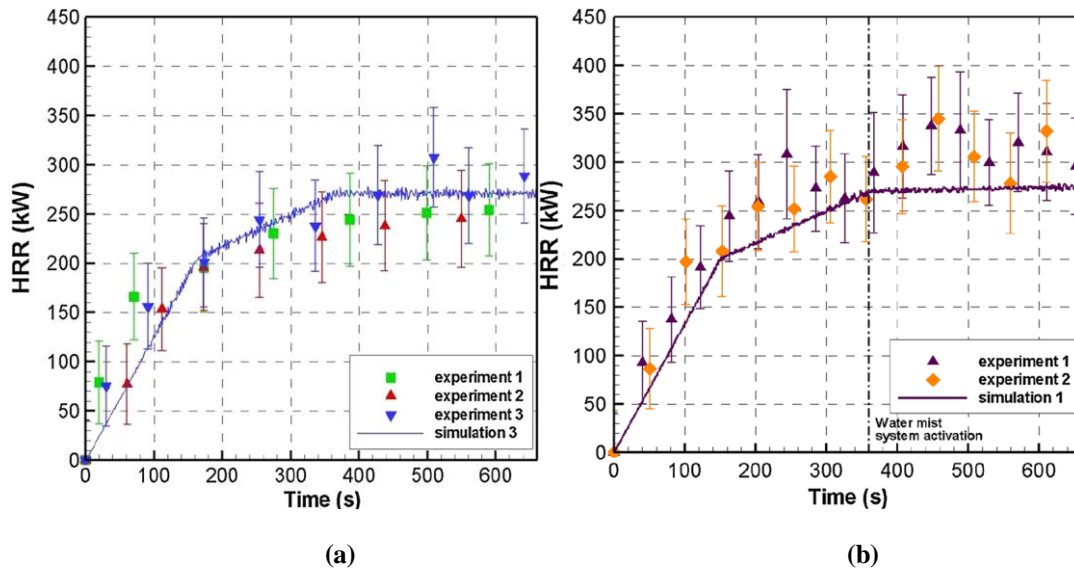 450
400
350
300
250
200
150
100
50
0
HRR (kW)
0 100 200 300 400 500 600
Time (s)
experiment 1
experiment 2
experiment 3
simulation 3
(a)
450
400
350
300
250
200
150
100
50
0
HRR (kW)
0 100 200 300 400 500 600
Time (s)
experiment 1
experiment 2
simulation 1
Water mist
system activation
(b)